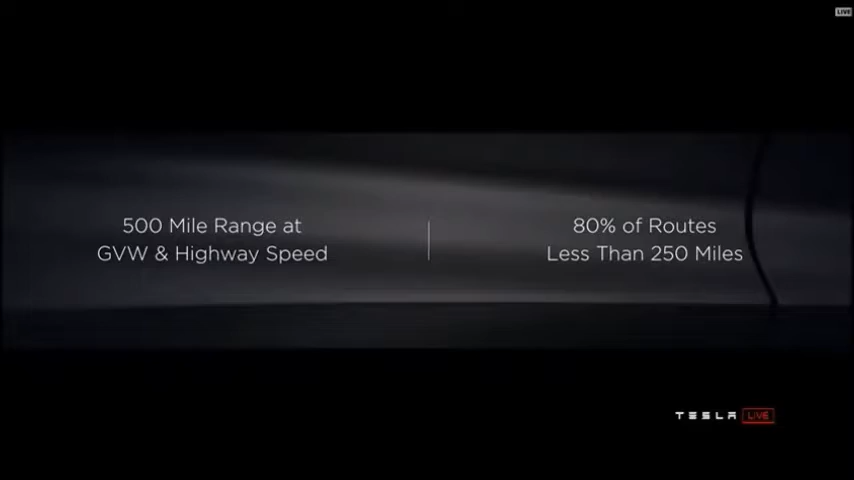 LIVE
500 Mile Range at
GVW & Highway Speed
80% of Routes
Less Than 250 Miles
TESLA LIVE